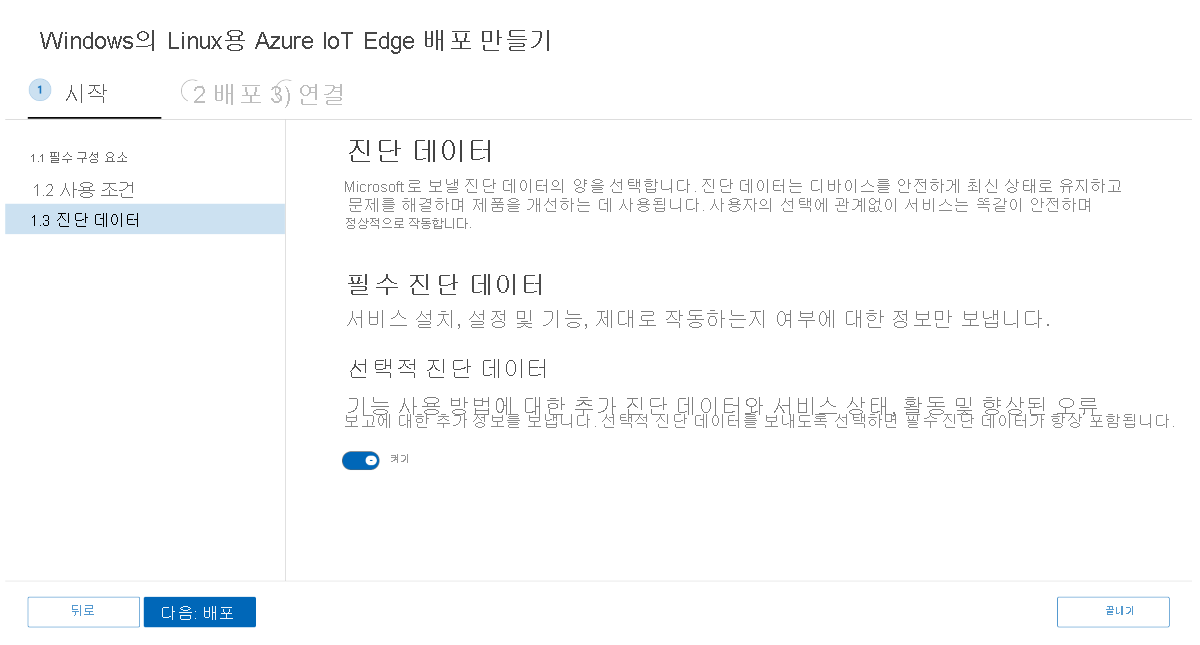 Windows의 Linux용 Azure IoT Edge 배포 만들기
1 시작 2 배포 3) 연결
1.1 필수 구성 요소
1.2 사용 조건
1.3 진단 데이터
진단 데이터
Microsoft로 보낼 진단 데이터의 양을 선택합니다. 진단 데이터는 디바이스를 안전하게 최신 상태로 유지하고
문제를 해결하며 제품을 개선하는 데 사용됩니다. 사용자의 선택에 관계없이 서비스는 똑같이 안전하며
정상적으로 작동합니다.
필수 진단 데이터
서비스 설치, 설정 및 기능, 제대로 작동하는지 여부에 대한 정보만 보냅니다.
선택적 진단 데이터
기능 사용 방법에 대한 추가 진단 데이터와 서비스 상태, 활동 및 향상된 오류
보고에 대한 추가 정보를 보냅니다. 선택적 진단 데이터를 보내도록 선택하면 필수 진단 데이터가 항상 포함됩니다.
켜기
뒤로
다음: 배포
끝내기